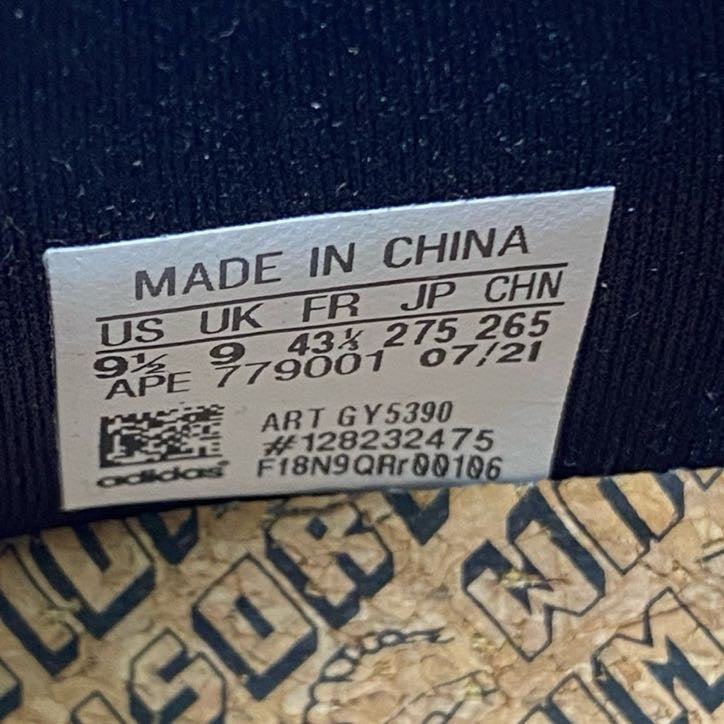 MADE IN CHINA
US UK FR JP CHN
9½ 9 43⅓ 275 265
APE 779001 07/21
ART GY5390
#128232475
F18N9QRr00106
adidas